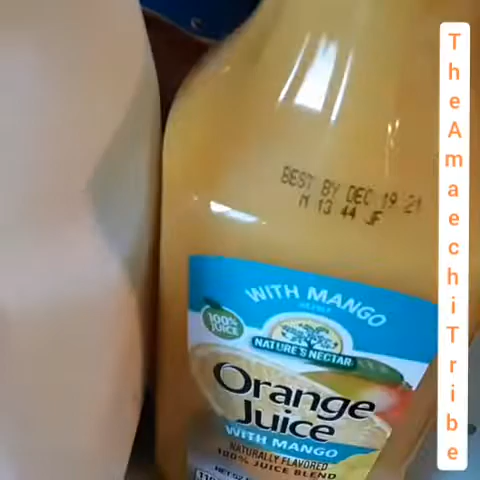 BEST BY DEC 19 21
M 13 44 JF
WITH MANGO
100%
JUICE
NATURE'S NECTAR
Orange
Juice
WITH MANGO
NATURALLY FLAVORED
100% JUICE BLEND
TheAmaechiTribe